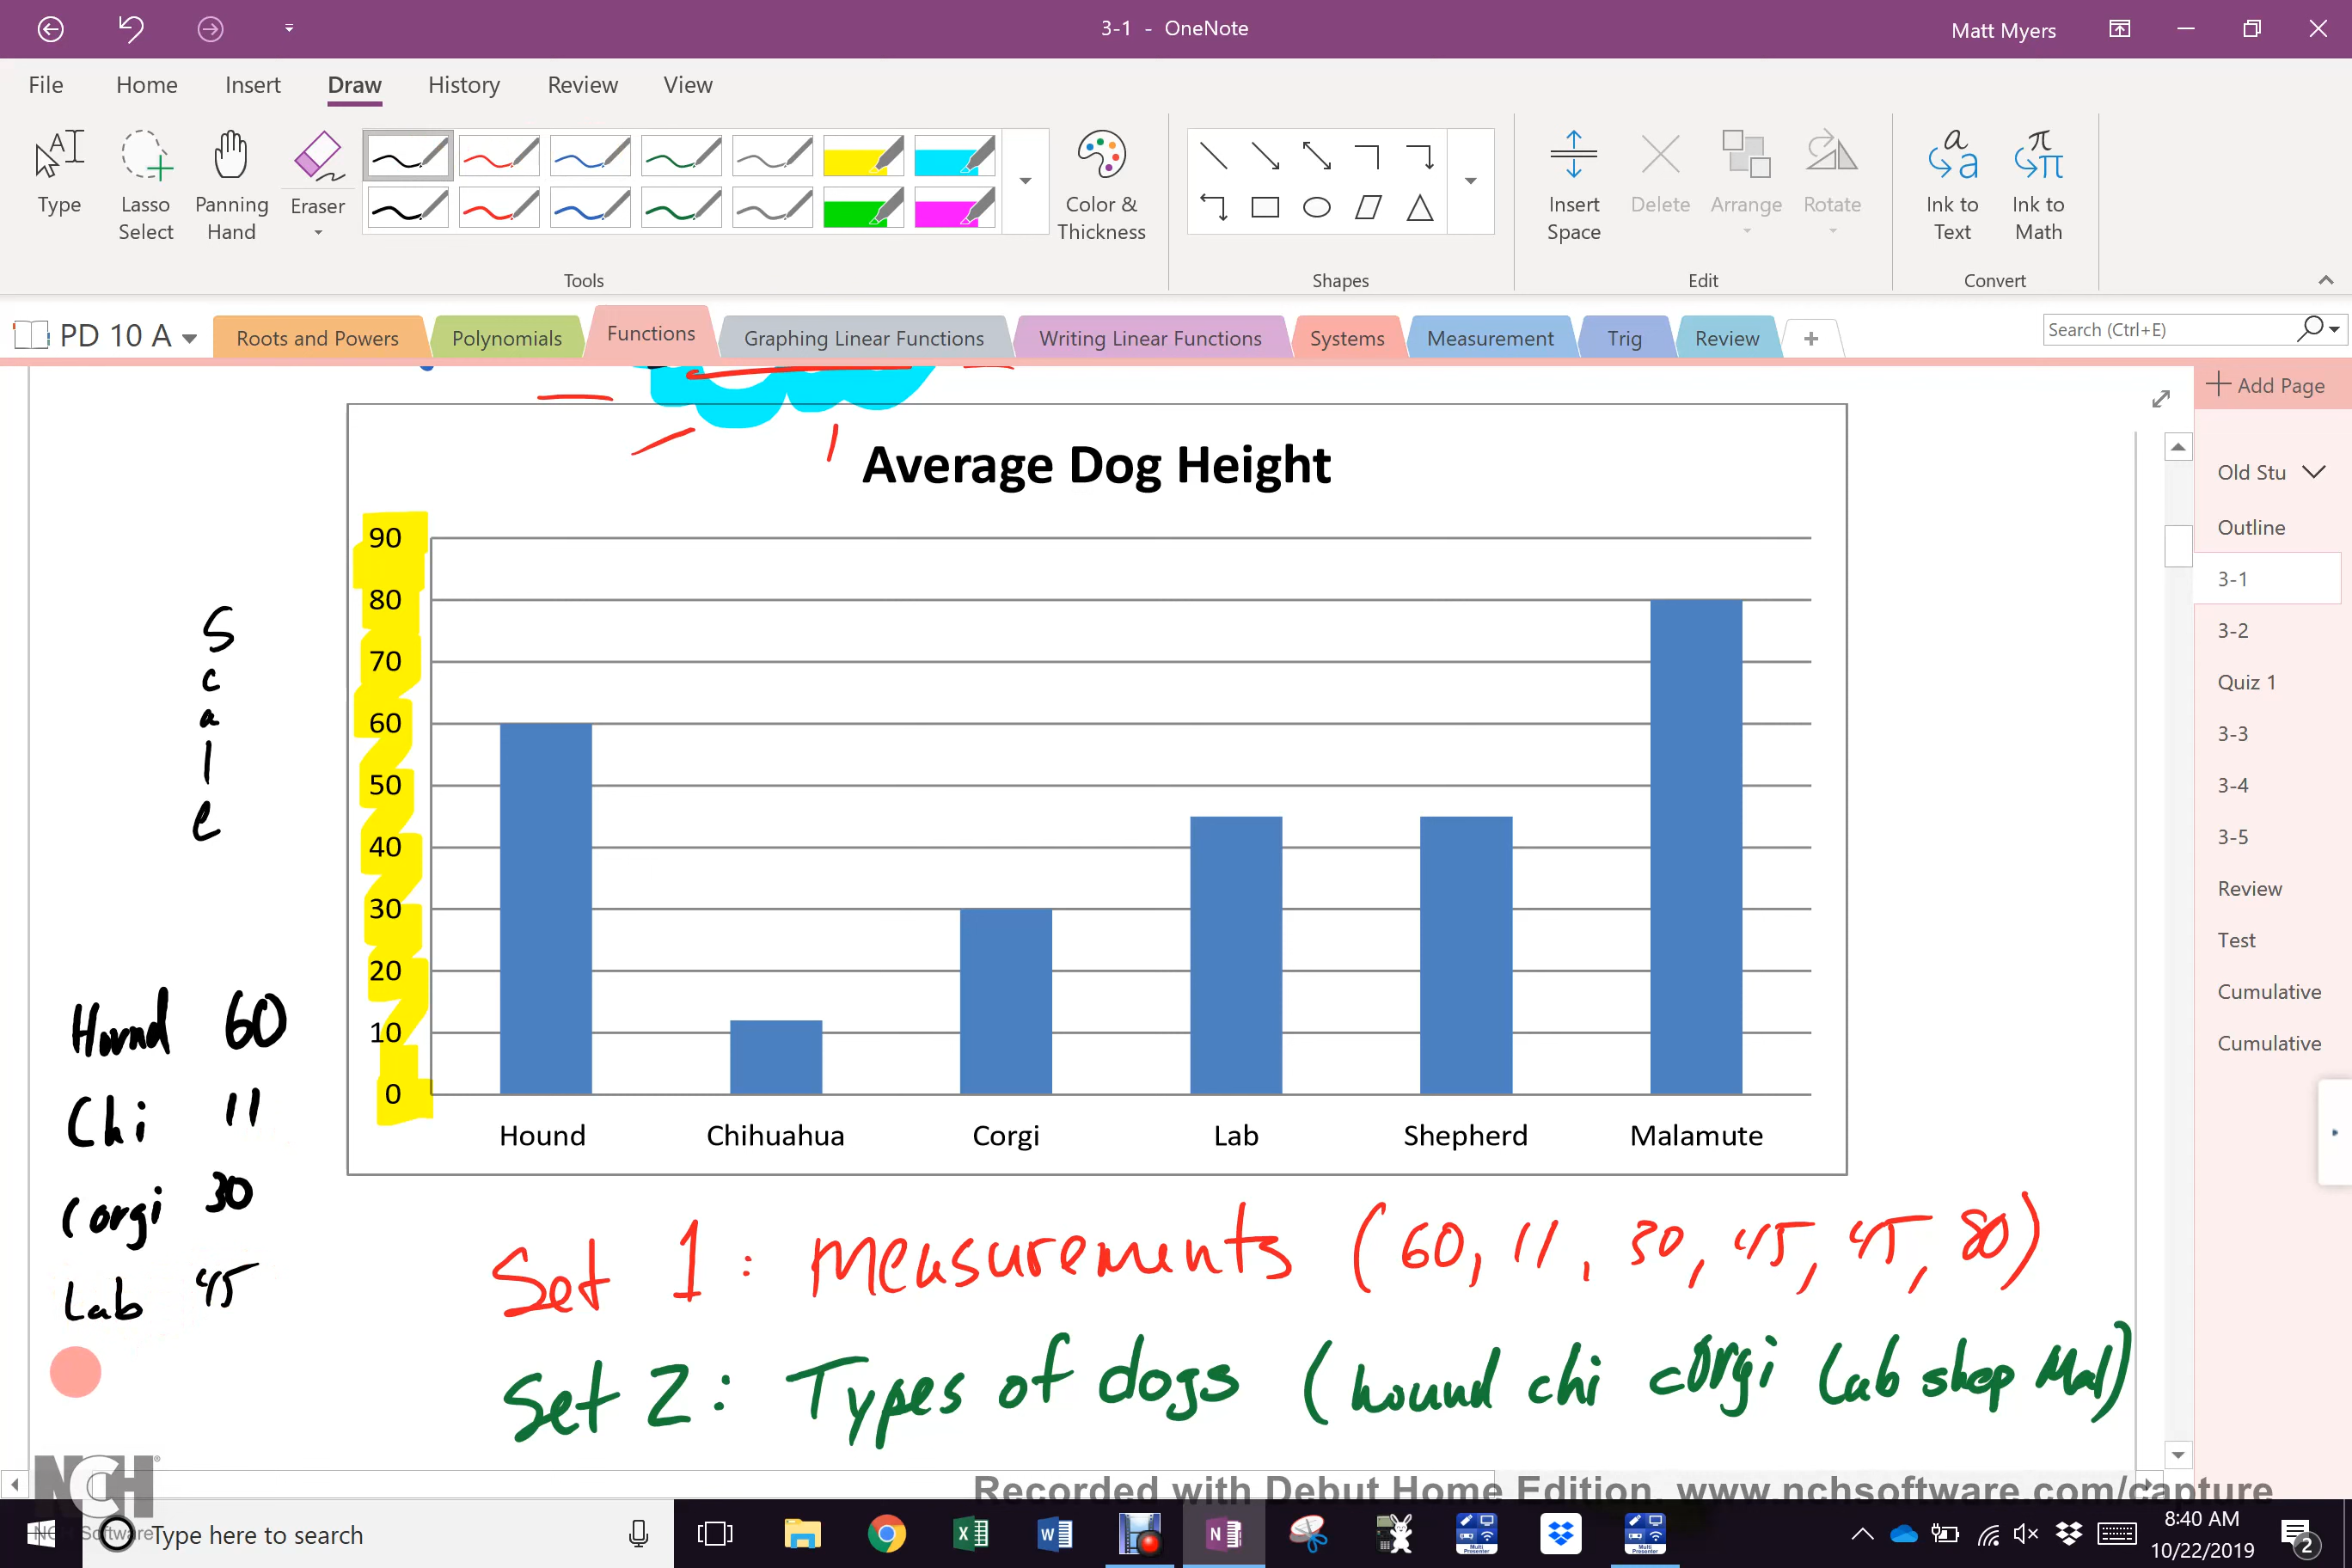 3-1 - OneNote
Matt Myers
File Home Insert Draw History Review View
Type
Lasso Select
Panning Hand
Eraser
Color & Thickness
Insert Space
Delete
Arrange
Rotate
Ink to Text
Ink to Math
Tools
Shapes
Edit
Convert
PD 10 A
Roots and Powers
Polynomials
Functions
Graphing Linear Functions
Writing Linear Functions
Systems
Measurement
Trig
Review
Search (Ctrl+E)
Add Page
Old Stu
Outline
3-1
3-2
Quiz 1
3-3
3-4
3-5
Review
Test
Cumulative
Cumulative
Average Dog Height
90
80
70
60
50
40
30
20
10
0
Hound Chihuahua Corgi Lab Shepherd Malamute
Scale
Hound 60
Chi 11
Corgi 30
Lab 45
Set 1: Measurements (60, 11, 30, 45, 45, 80)
Set 2: Types of dogs (hound chi corgi Lab shep Mal)
NCH
NCH Software
Recorded with Debut Home Edition www.nchsoftware.com/capture
Type here to search
8:40 AM
10/22/2019
2